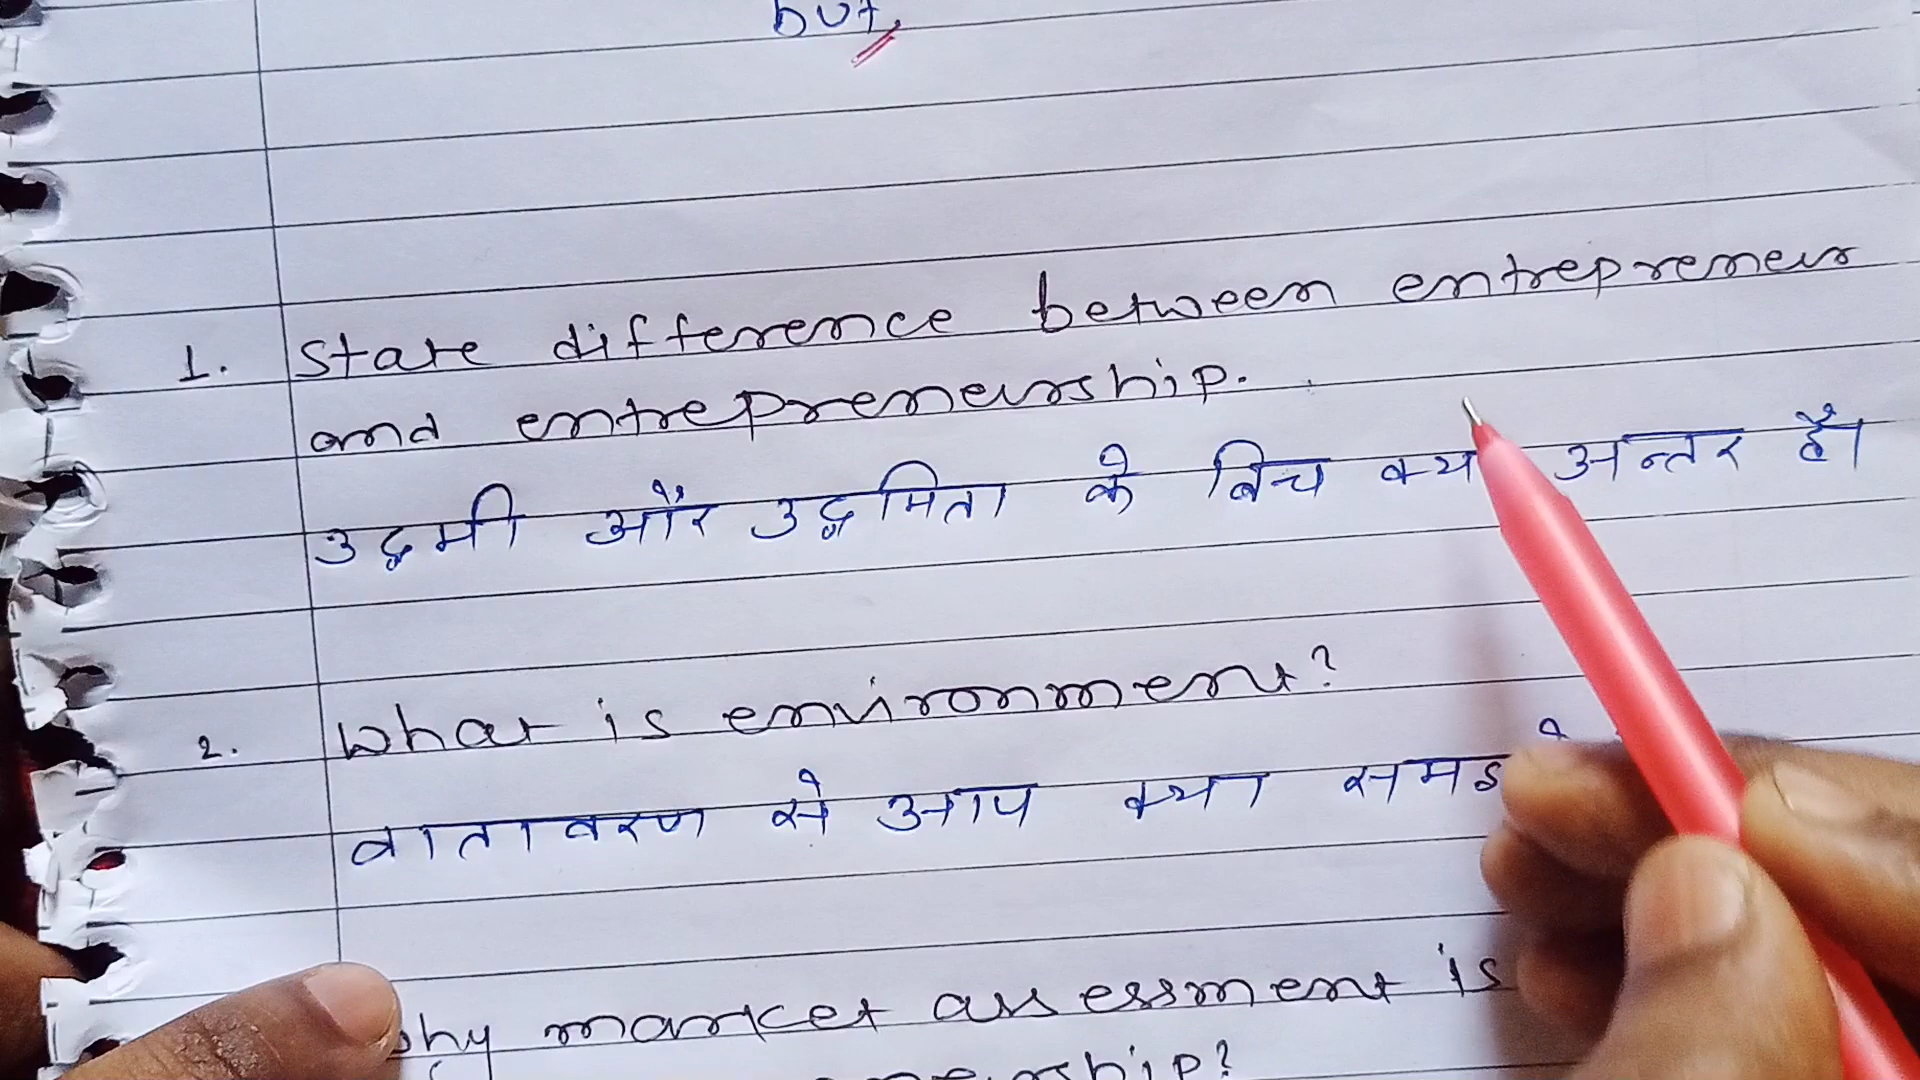 but,
1. State difference between entrepreneur
and entrepreneurship.
उद्यमी और उद्यमिता के बिच क्या अन्तर है।
2. What is environment?
वातावरण से आप क्या
market assessment is